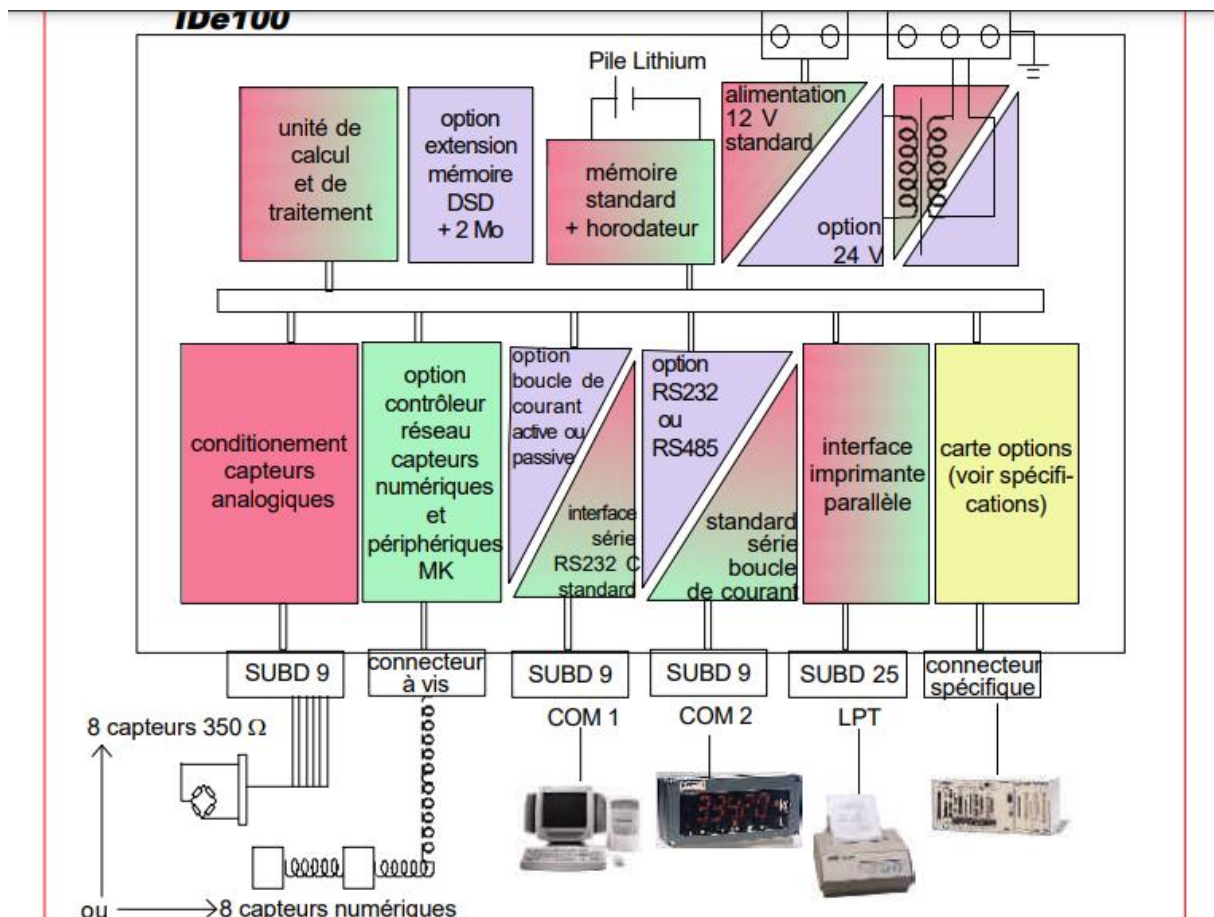 IDe100
Pile Lithium
unité de
calcul
et de
traitement
option
extension
mémoire
DSD
+ 2 Mo
mémoire
standard
+ horodateur
alimentation
12 V
standard
option
24 V
conditionement
capteurs
analogiques
option
contrôleur
réseau
capteurs
numériques
et
périphériques
MK
option
boucle de
courant
active ou
passive
interface
série
RS232 C
standard
option
RS232
ou
RS485
standard
série
boucle
de courant
interface
imprimante
parallèle
carte options
(voir spécifi-
cations)
SUBD 9
connecteur
à vis
SUBD 9
SUBD 9
SUBD 25
connecteur
spécifique
COM 1
COM 2
LPT
8 capteurs 350 Ω
ou
8 capteurs numériques